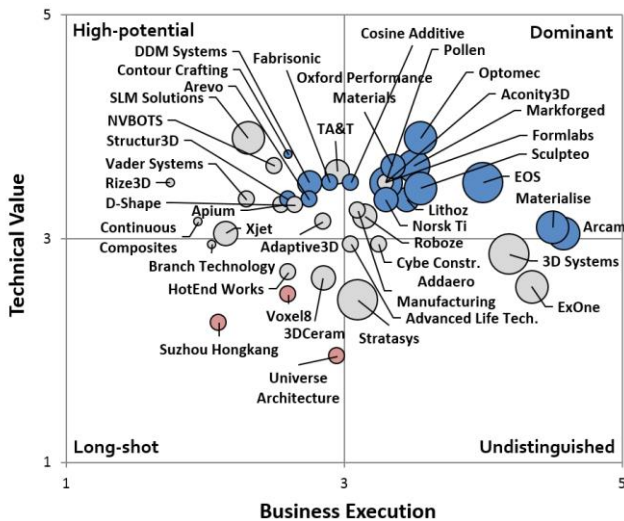 5
High-potential
Dominant
Cosine Additive
DDM Systems
Fabrisonic
Pollen
Contour Crafting
Oxford Performance
Materials
Optomec
Arevo
Aconity3D
SLM Solutions
Markforged
NVBOTS
TA&T
Formlabs
Structur3D
Sculpteo
Vader Systems
EOS
Rize3D
Materialise
D-Shape
Apium
Lithoz
Arcam
Norsk Ti
Continuous
Composites
Xjet
Adaptive3D
Roboze
3
Branch Technology
Cybe Constr.
3D Systems
HotEnd Works
Addaero
Manufacturing
Voxel8
3DCeram
Advanced Life Tech.
ExOne
Suzhou Hongkang
Stratasys
Universe
Architecture
Long-shot
Undistinguished
1
1
3
5
Technical Value
Business Execution